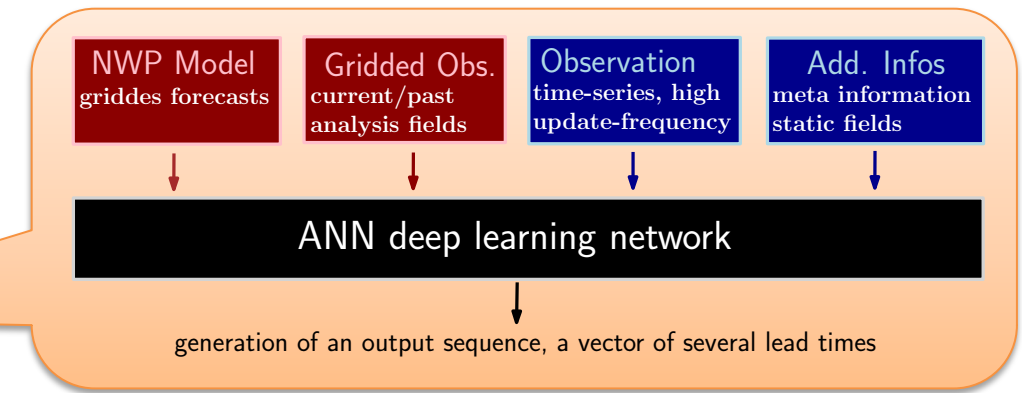 NWP Model
griddes forecasts
Gridded Obs.
current/past
analysis fields
Observation
time-series, high
update-frequency
Add. Infos
meta information
static fields
ANN deep learning network
generation of an output sequence, a vector of several lead times